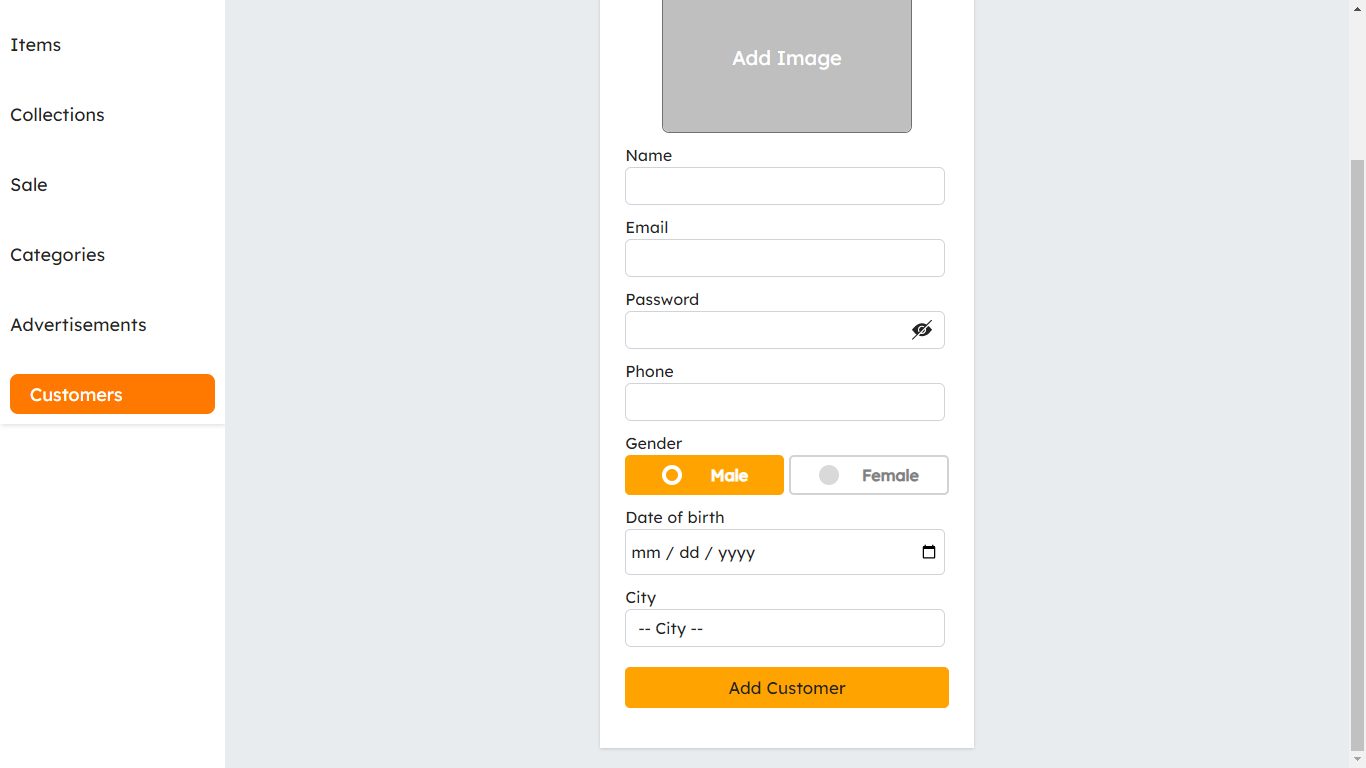 Items
Collections
Sale
Categories
Advertisements
Customers
Add Image
Name
Email
Password
Phone
Gender
Male
Female
Date of birth
mm / dd / yyyy
City
-- City --
Add Customer